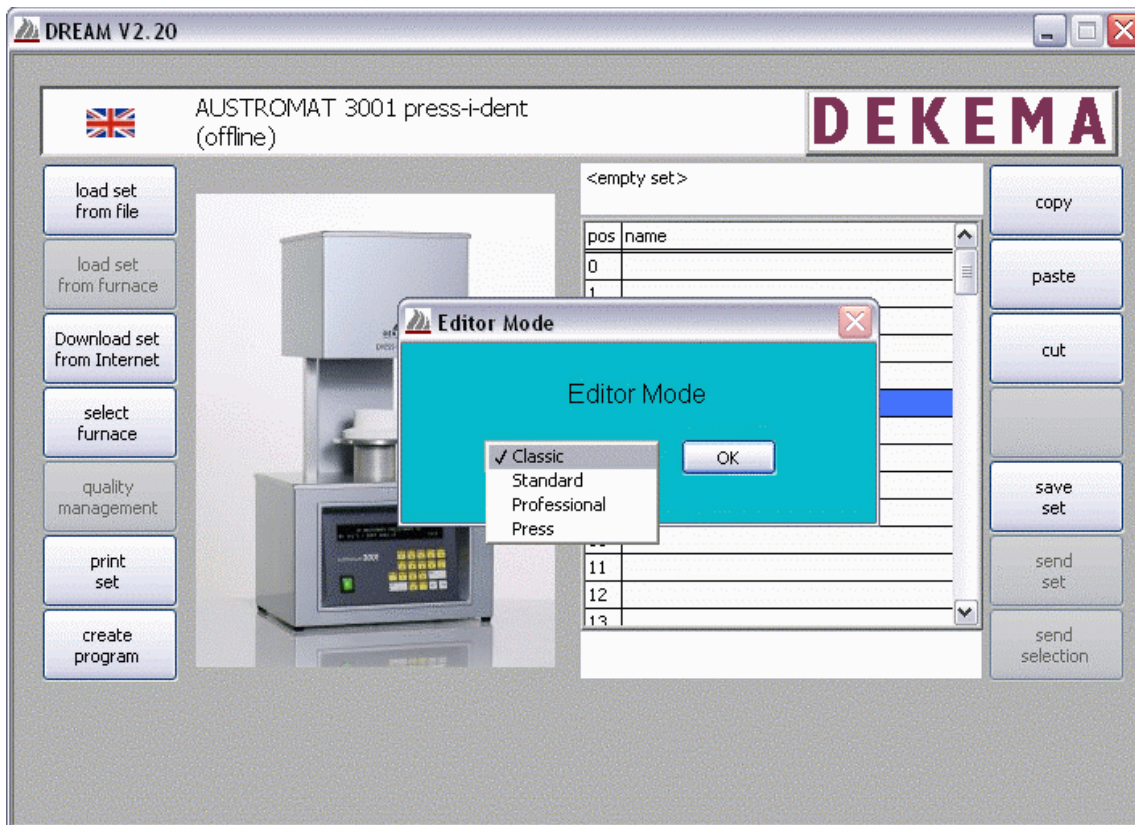 DREAM V2.20
AUSTROMAT 3001 press-i-dent
(offline)
DEKEMA
load set
from file
load set
from furnace
Download set
from Internet
select
furnace
quality
management
print
set
create
program
<empty set>
pos name
0
1
11
12
13
Editor Mode
Editor Mode
✓ Classic
Standard
Professional
Press
OK
copy
paste
cut
save
set
send
set
send
selection
3001